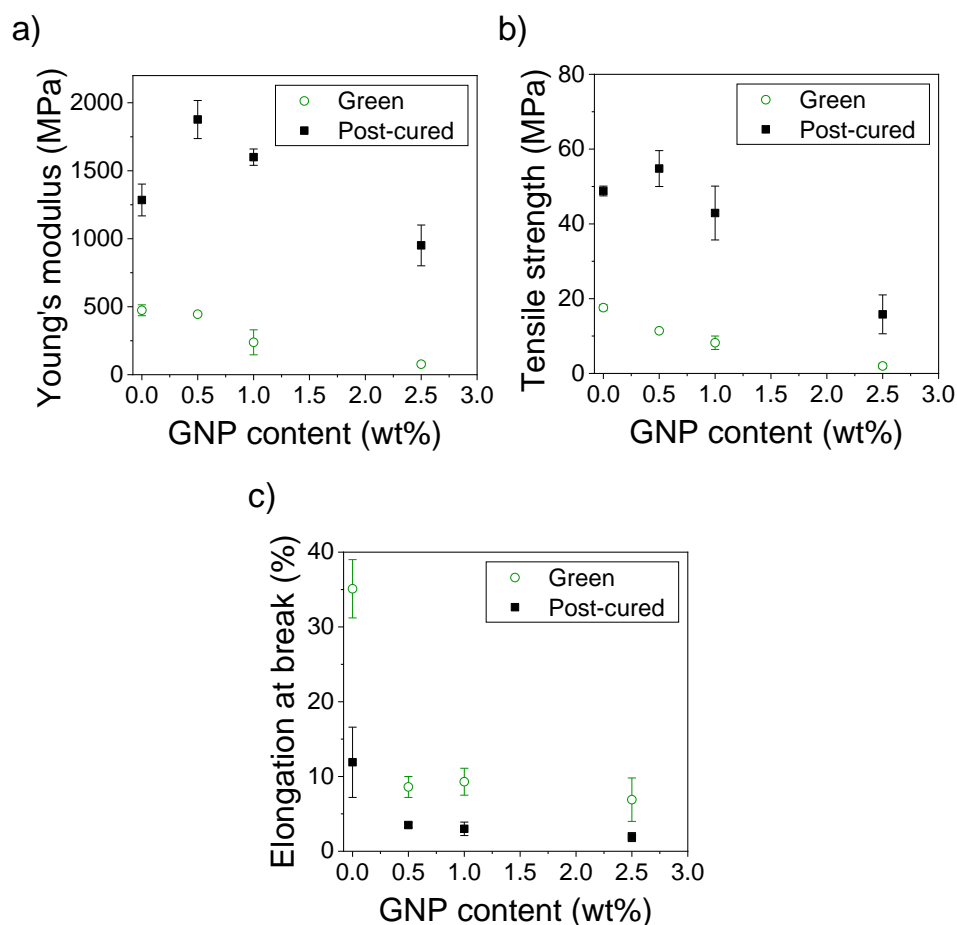 a)
Young's modulus (MPa)
2000
1500
1000
500
0
Green
Post-cured
0.0 0.5 1.0 1.5 2.0 2.5 3.0
GNP content (wt%)
b)
Tensile strength (MPa)
80
60
40
20
0
Green
Post-cured
0.0 0.5 1.0 1.5 2.0 2.5 3.0
GNP content (wt%)
c)
Elongation at break (%)
40
30
20
10
0
Green
Post-cured
0.0 0.5 1.0 1.5 2.0 2.5 3.0
GNP content (wt%)